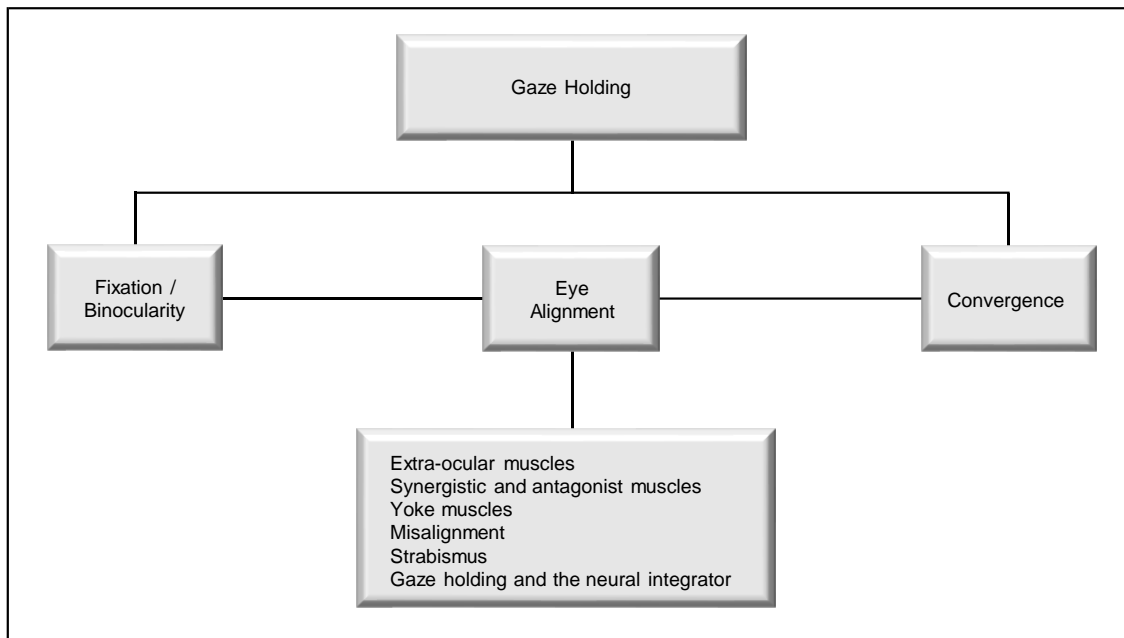 Gaze Holding
Fixation /
Binocularity
Eye
Alignment
Convergence
Extra-ocular muscles
Synergistic and antagonist muscles
Yoke muscles
Misalignment
Strabismus
Gaze holding and the neural integrator